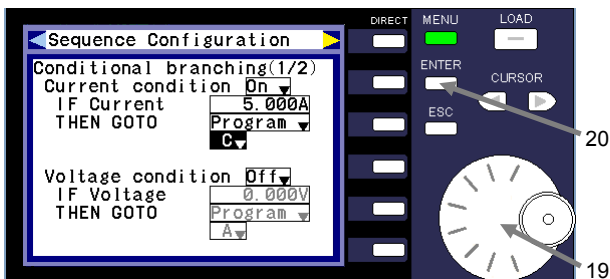 DIRECT MENU LOAD
Sequence Configuration
Conditional branching(1/2)
Current condition On
IF Current 5.000A
THEN GOTO Program
C
Voltage condition Off
IF Voltage 0.000V
THEN GOTO Program
A
ENTER
CURSOR
ESC
20
19